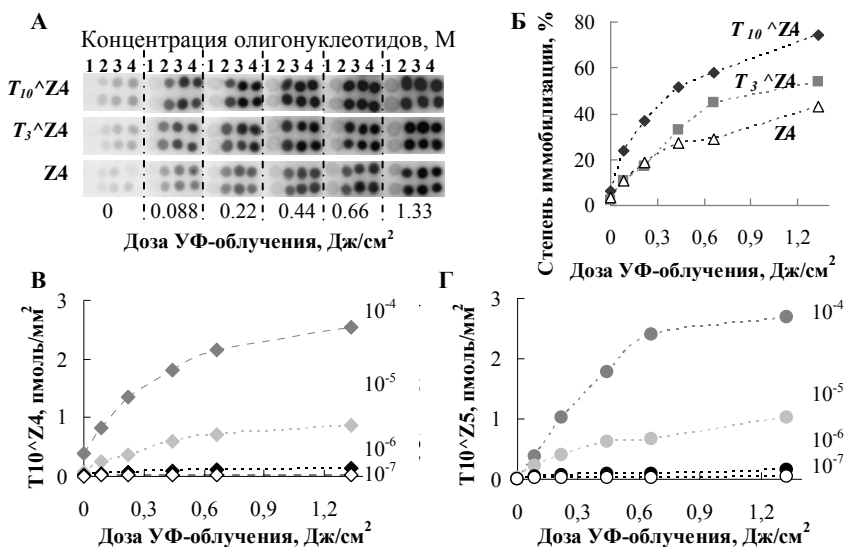 А
Концентрация олигонуклеотидов, М
1 2 3 4 1 2 3 4 1 2 3 4 1 2 3 4 1 2 3 4 1 2 3 4
T10^Z4
T3^Z4
Z4
0 0.088 0.22 0.44 0.66 1.33
Доза УФ-облучения, Дж/см2
Б
Степень иммобилизации, %
80
60
40
20
0
T10^Z4
T3^Z4
Z4
0 0,3 0,6 0,9 1,2
Доза УФ-облучения, Дж/см2
В
T10^Z4, пмоль/мм2
3
2
1
0
10-4
10-5
10-6
10-7
0 0,3 0,6 0,9 1,2
Доза УФ-облучения, Дж/см2
Г
T10^Z5, пмоль/мм2
3
2
1
0
10-4
10-5
10-6
10-7
0 0,3 0,6 0,9 1,2
Доза УФ-облучения, Дж/см2